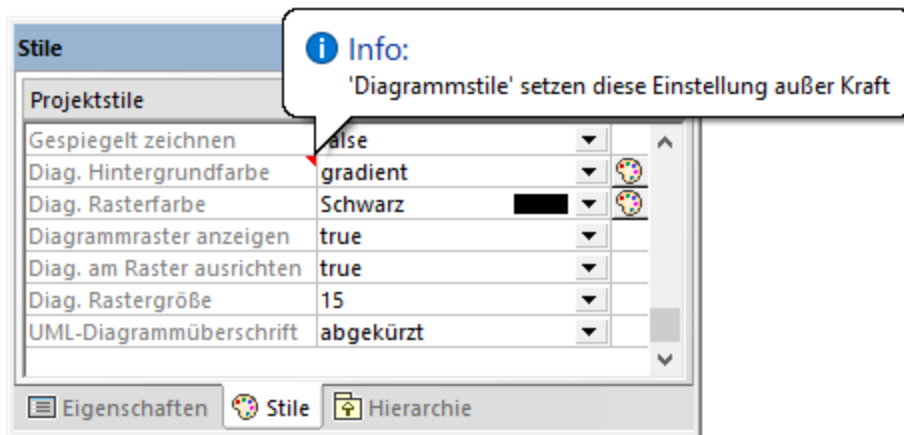 Stile
Info:
'Diagrammstile' setzen diese Einstellung außer Kraft
Projektstile
Gespiegelt zeichnen
Diag. Hintergrundfarbe gradient
Diag. Rasterfarbe Schwarz
Diagrammraster anzeigen true
Diag. am Raster ausrichten true
Diag. Rastergröße 15
UML-Diagrammüberschrift abgekürzt
Eigenschaften Stile Hierarchie